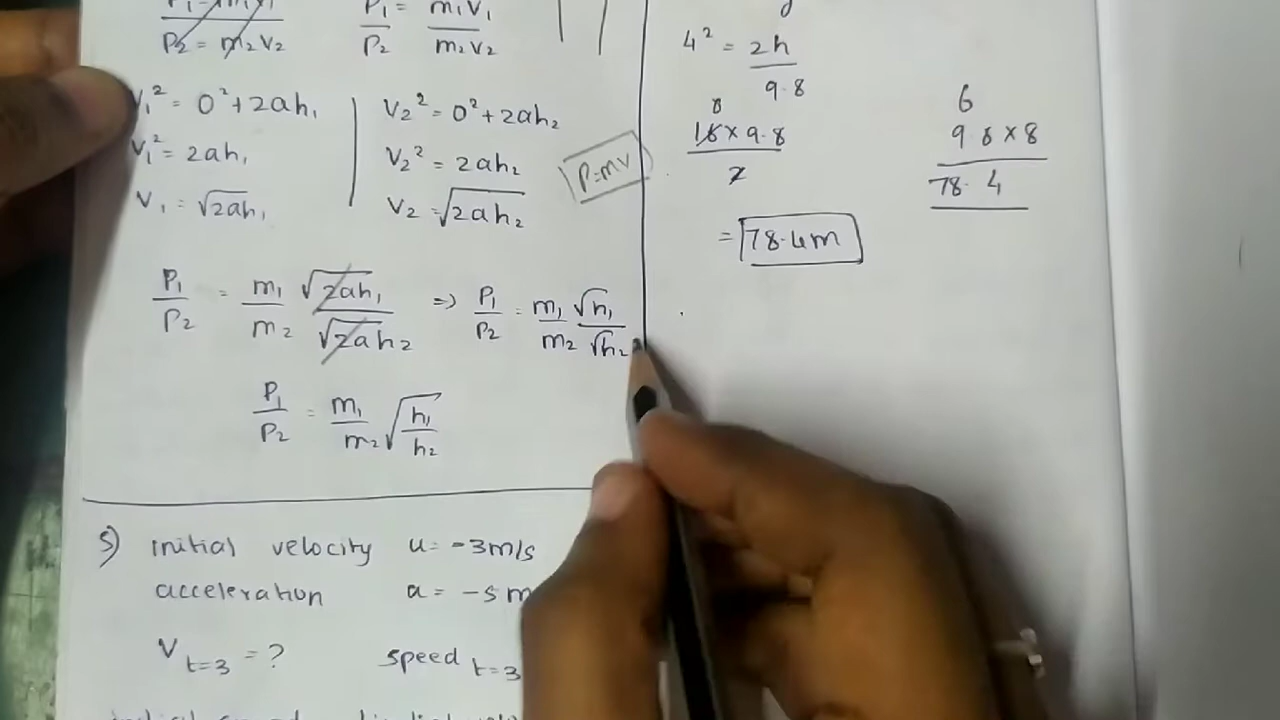 P₂ = m₂v₂
P₁/P₂ = m₁v₁/m₂v₂
V₁² = 0² + 2ah₁
V₁² = 2ah₁
V₁ = √2ah₁
V₂² = 0² + 2ah₂
V₂² = 2ah₂
V₂ = √2ah₂
P=mv
P₁/P₂ = m₁/m₂ √2ah₁/√2ah₂ => P₁/P₂ = m₁/m₂ √h₁/√h₂
P₁/P₂ = m₁/m₂ √h₁/h₂
5) initial velocity u = -3m/s
acceleration a = -5 m
V t=3 = ? speed t=3
4² = 2h/9.8
8
16 × 9.8
2
= 78.4m
6
9.8 × 8
78.4